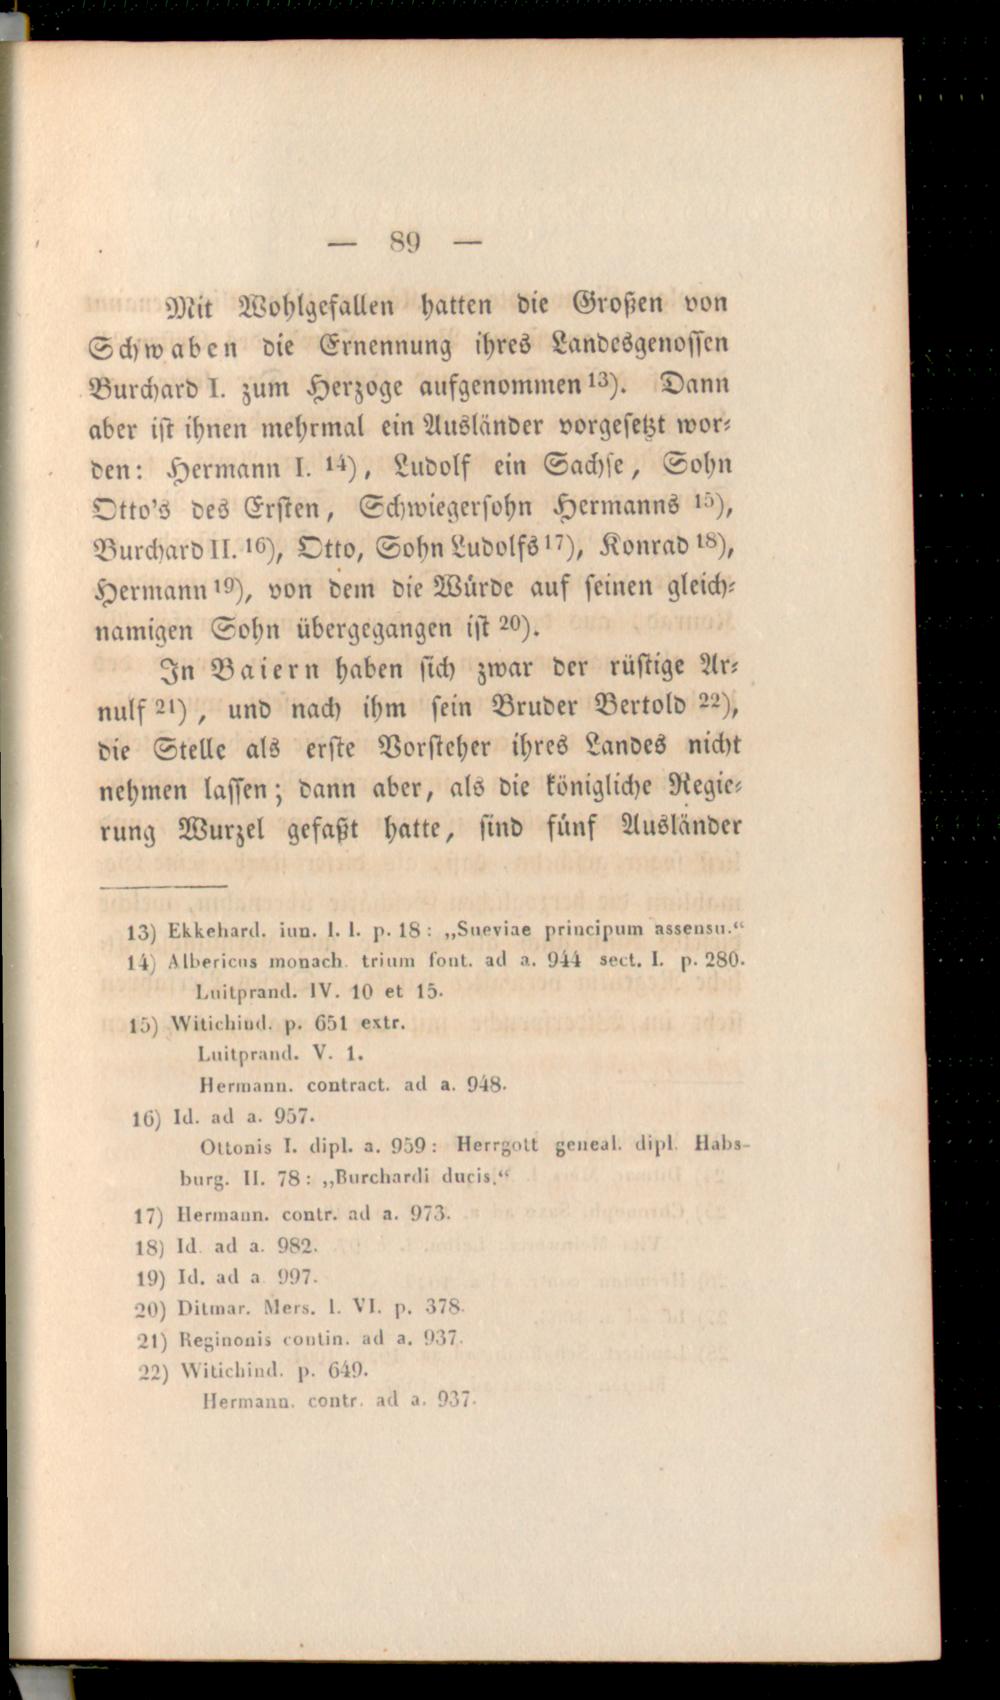 — 89 —
Mit Wohlgefallen hatten die Großen von
Schwaben die Ernennung ihres Landesgenossen
Burchard I. zum Herzoge aufgenommen 13). Dann
aber ist ihnen mehrmal ein Ausländer vorgesetzt wor-
den: Hermann I. 14), Ludolf ein Sachse, Sohn
Otto's des Ersten, Schwiegersohn Hermanns 15),
Burchard II. 16), Otto, Sohn Ludolfs 17), Konrad 18),
Hermann 19), von dem die Würde auf seinen gleich-
namigen Sohn übergegangen ist 20).
In Baiern haben sich zwar der rüstige Ar-
nulf 21), und nach ihm sein Bruder Bertold 22),
die Stelle als erste Vorsteher ihres Landes nicht
nehmen lassen; dann aber, als die königliche Regie-
rung Wurzel gefaßt hatte, sind fünf Ausländer
13) Ekkehard. iun. l. l. p. 18: „Sueviae principum assensu.“
14) Albericus monach. trium font. ad a. 944 sect. I. p. 280.
Luitprand. IV. 10 et 15.
15) Witichind. p. 651 extr.
Luitprand. V. 1.
Hermann. contract. ad a. 948.
16) Id. ad a. 957.
Ottonis I. dipl. a. 959: Herrgott geneal. dipl. Habs-
burg. II. 78: „Burchardi ducis.“
17) Hermann. contr. ad a. 973.
18) Id. ad a. 982.
19) Id. ad a. 997.
20) Ditmar. Mers. l. VI. p. 378.
21) Reginonis contin. ad a. 937.
22) Witichind. p. 649.
Hermann. contr. ad a. 937.